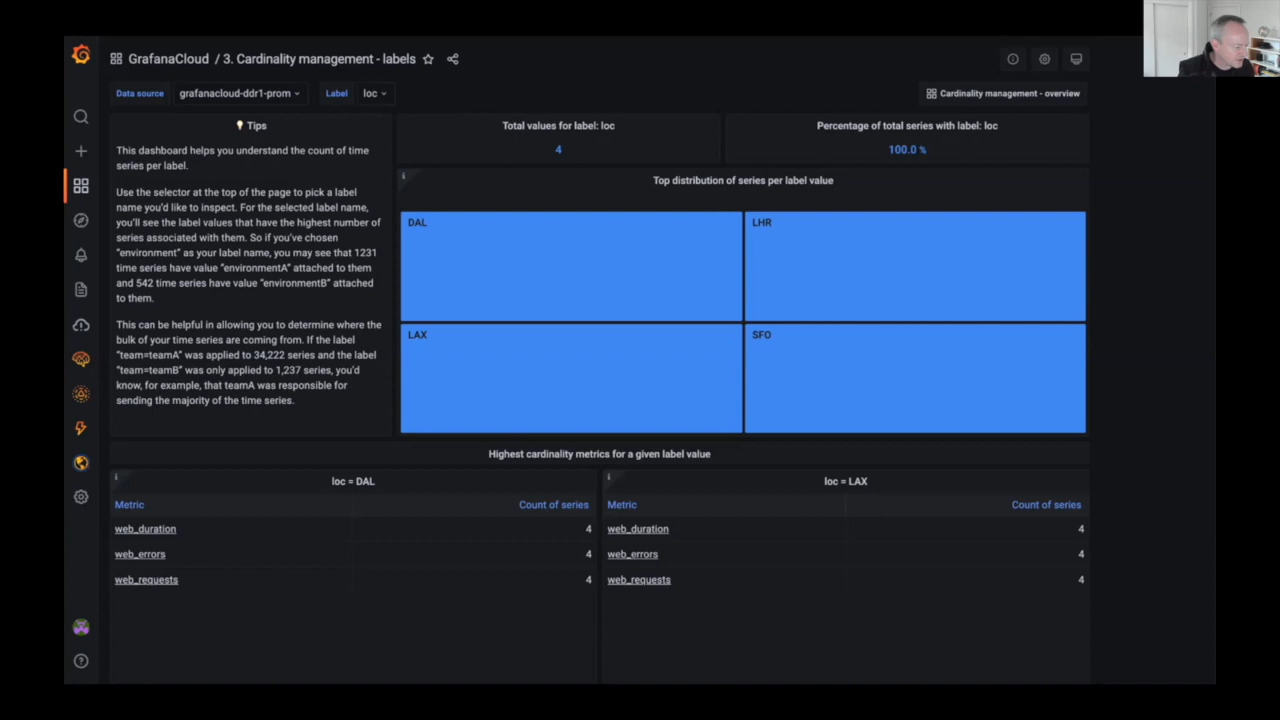 GrafanaCloud / 3. Cardinality management - labels
Data source grafanacloud-ddr1-prom Label loc
Cardinality management - overview
Tips
This dashboard helps you understand the count of time
series per label.
Use the selector at the top of the page to pick a label
name you'd like to inspect. For the selected label name,
you'll see the label values that have the highest number of
series associated with them. So if you've chosen
"environment" as your label name, you may see that 1231
time series have value "environmentA" attached to them
and 542 time series have value "environmentB" attached
to them.
This can be helpful in allowing you to determine where the
bulk of your time series are coming from. If the label
"team=teamA" was applied to 34,222 series and the label
"team=teamB" was only applied to 1,237 series, you'd
know, for example, that teamA was responsible for
sending the majority of the time series.
Total values for label: loc
4
Percentage of total series with label: loc
100.0 %
Top distribution of series per label value
DAL
LHR
LAX
SFO
Highest cardinality metrics for a given label value
loc = DAL
Metric Count of series
web_duration 4
web_errors 4
web_requests 4
loc = LAX
Metric Count of series
web_duration 4
web_errors 4
web_requests 4